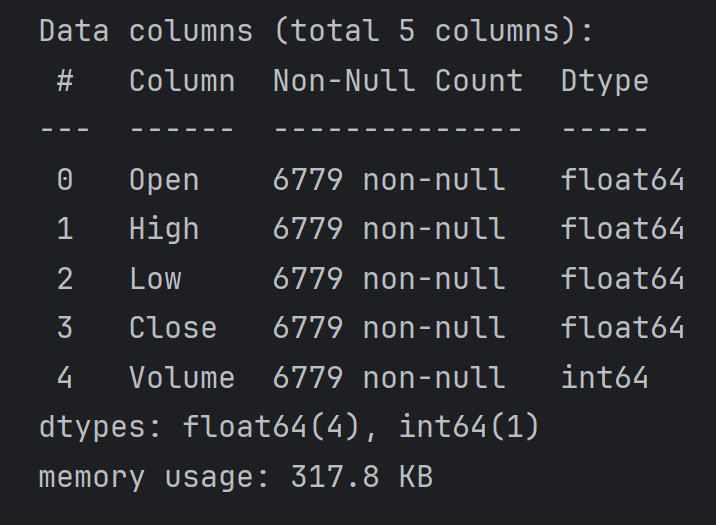 Data columns (total 5 columns):
 #   Column  Non-Null Count  Dtype
---  ------  --------------  -----
 0   Open    6779 non-null   float64
 1   High    6779 non-null   float64
 2   Low     6779 non-null   float64
 3   Close   6779 non-null   float64
 4   Volume  6779 non-null   int64
dtypes: float64(4), int64(1)
memory usage: 317.8 KB